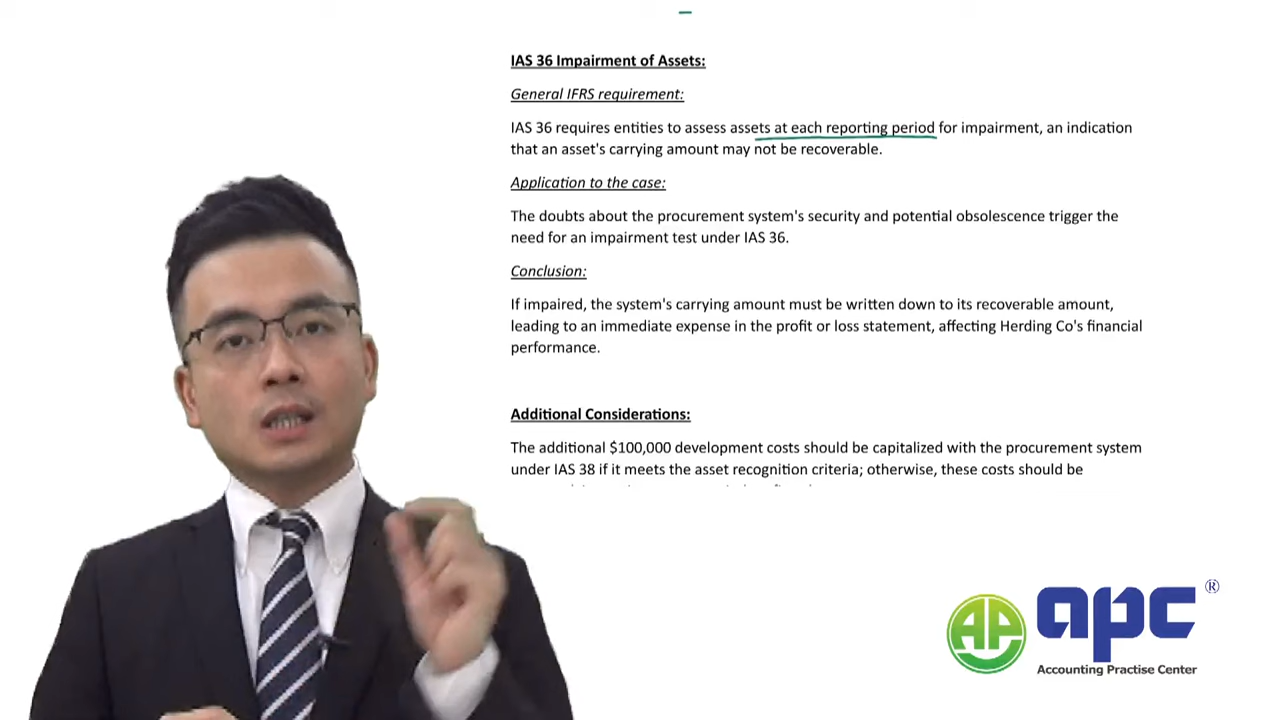 IAS 36 Impairment of Assets:
General IFRS requirement:
IAS 36 requires entities to assess assets at each reporting period for impairment, an indication
that an asset's carrying amount may not be recoverable.
Application to the case:
The doubts about the procurement system's security and potential obsolescence trigger the
need for an impairment test under IAS 36.
Conclusion:
If impaired, the system's carrying amount must be written down to its recoverable amount,
leading to an immediate expense in the profit or loss statement, affecting Herding Co's financial
performance.
Additional Considerations:
The additional $100,000 development costs should be capitalized with the procurement system
under IAS 38 if it meets the asset recognition criteria; otherwise, these costs should be
AP apc ®
Accounting Practise Center